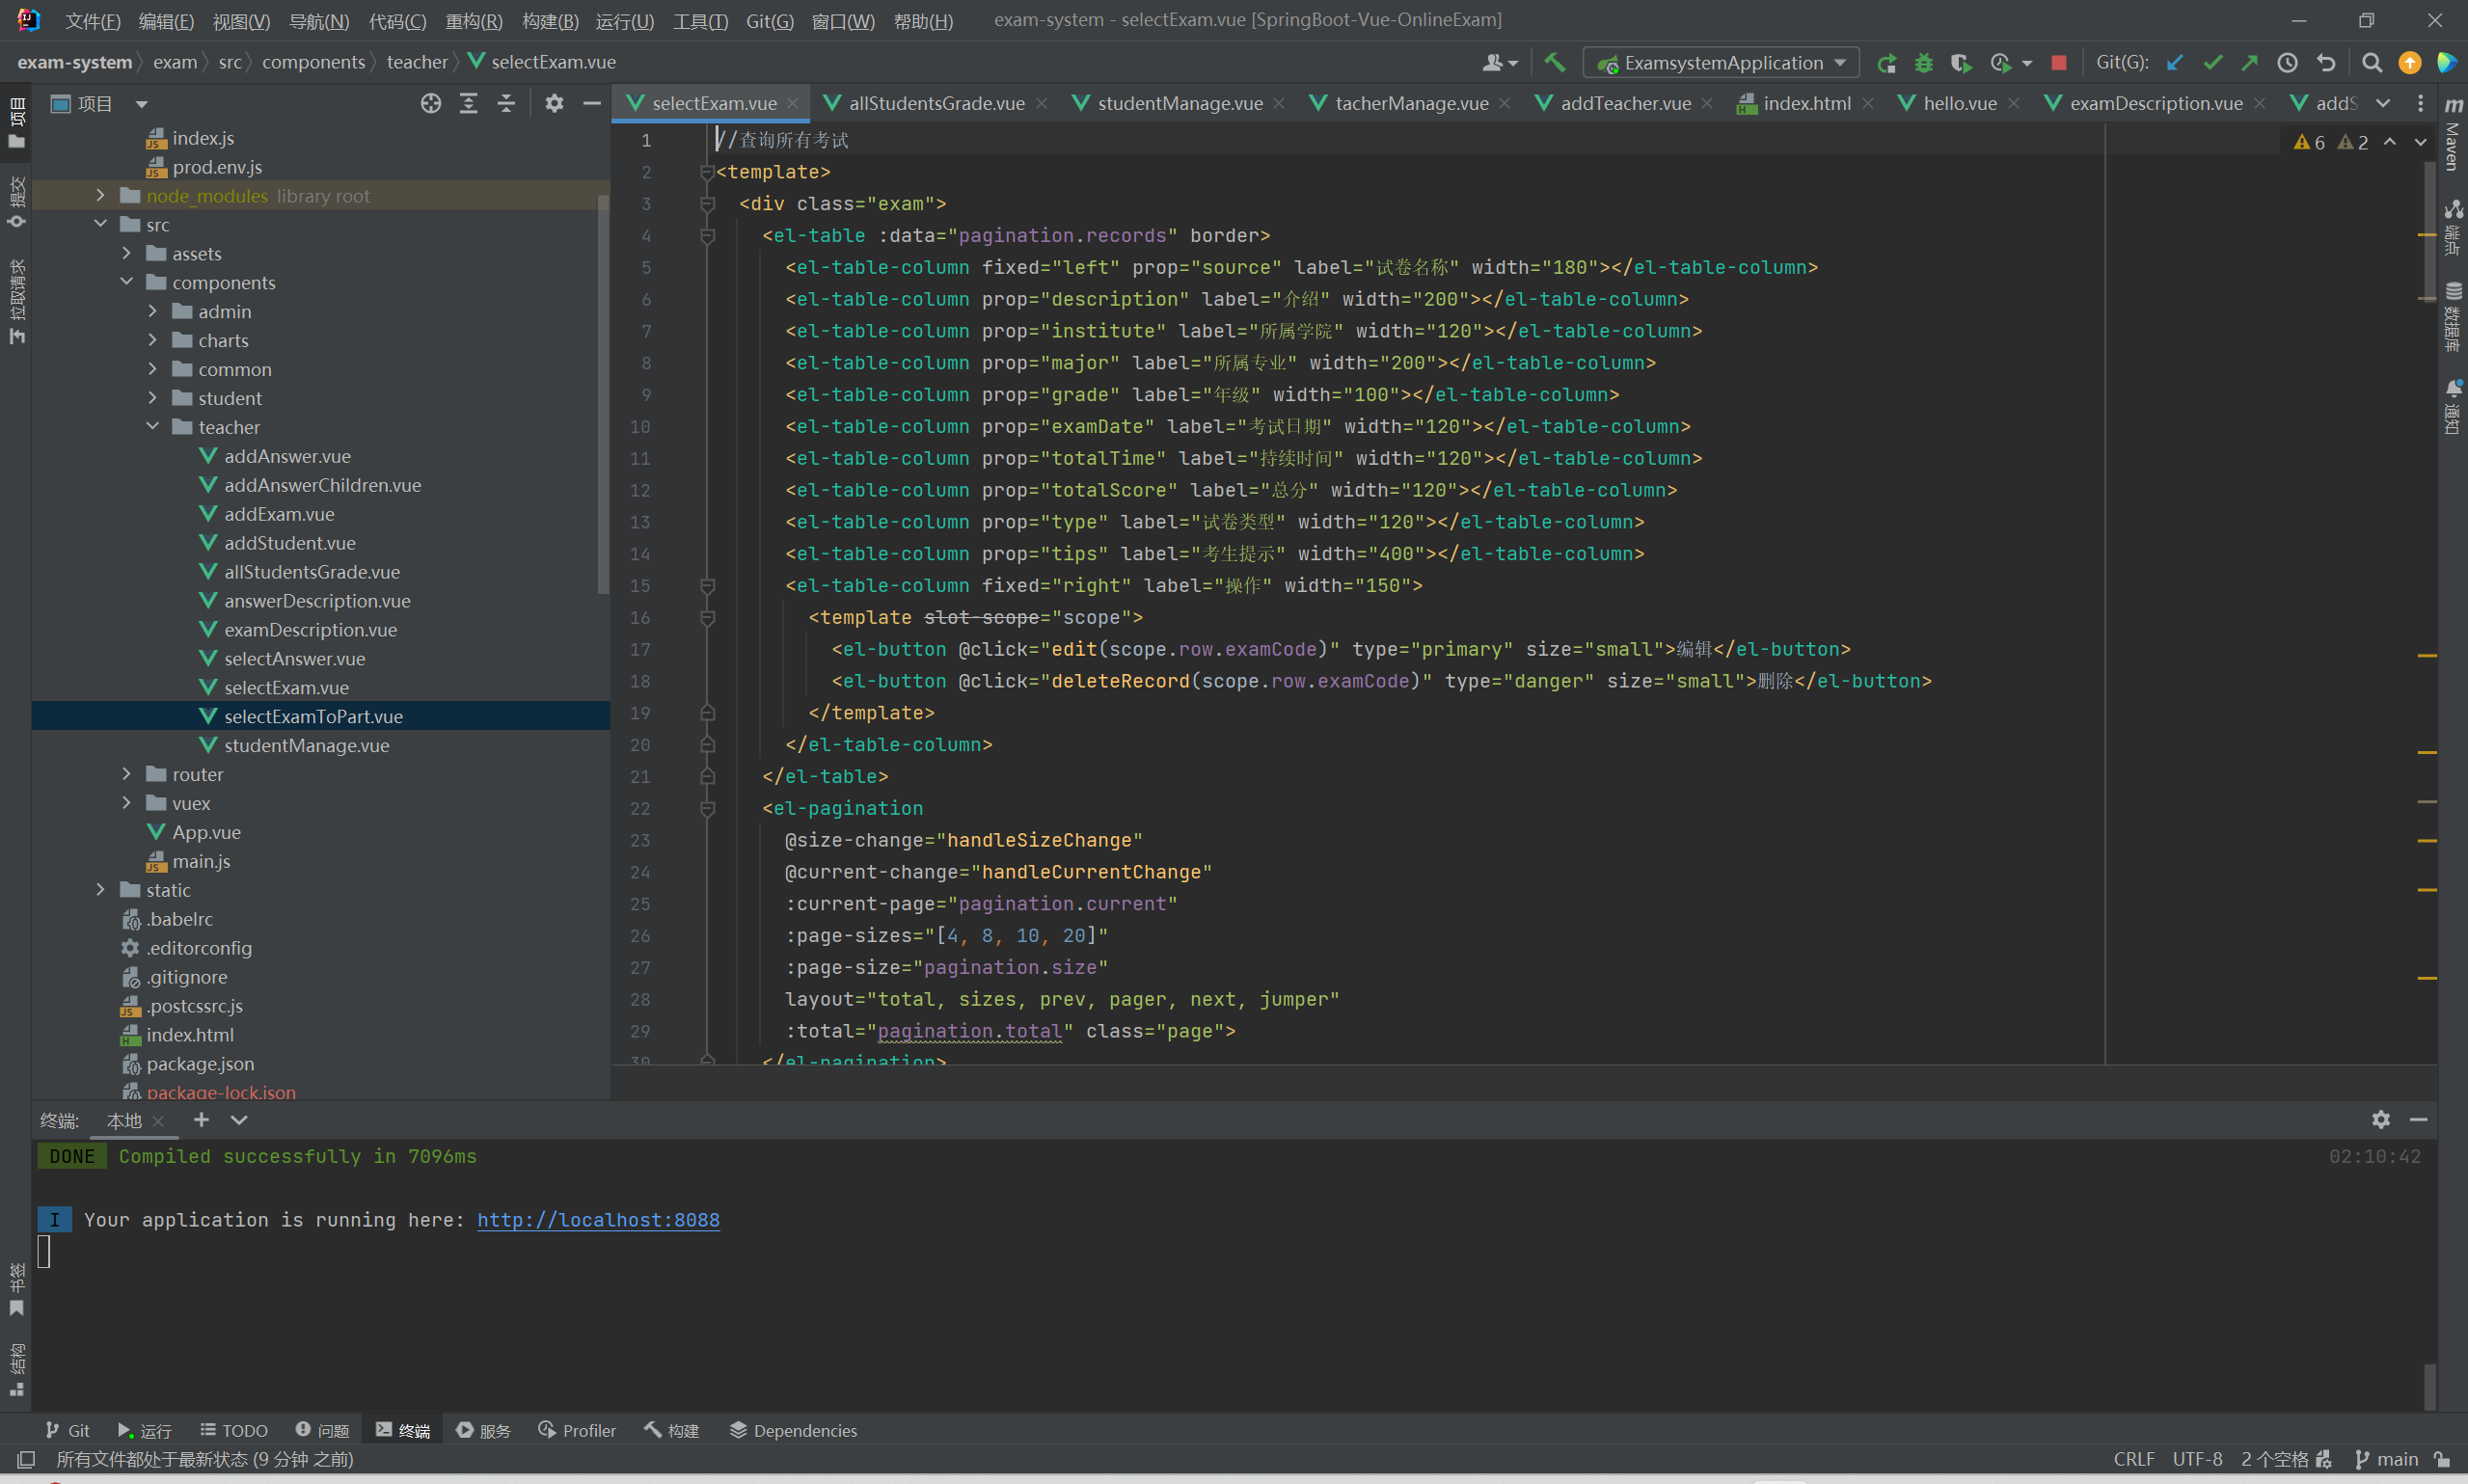 文件(F) 编辑(E) 视图(V) 导航(N) 代码(C) 重构(R) 构建(B) 运行(U) 工具(T) Git(G) 窗口(W) 帮助(H) exam-system - selectExam.vue [SpringBoot-Vue-OnlineExam]
exam-system exam src components teacher selectExam.vue ExamsystemApplication Git(G):
项目
selectExam.vue allStudentsGrade.vue studentManage.vue tacherManage.vue addTeacher.vue index.html hello.vue examDescription.vue addS
项目
提交
拉取请求
书签
结构
index.js
prod.env.js
node_modules library root
src
assets
components
admin
charts
common
student
teacher
addAnswer.vue
addAnswerChildren.vue
addExam.vue
addStudent.vue
allStudentsGrade.vue
answerDescription.vue
examDescription.vue
selectAnswer.vue
selectExam.vue
selectExamToPart.vue
studentManage.vue
router
vuex
App.vue
main.js
static
.babelrc
.editorconfig
.gitignore
.postcssrc.js
index.html
package.json
package-lock.json
6 2
1 //查询所有考试
2 <template>
3 <div class="exam">
4 <el-table :data="pagination.records" border>
5 <el-table-column fixed="left" prop="source" label="试卷名称" width="180"></el-table-column>
6 <el-table-column prop="description" label="介绍" width="200"></el-table-column>
7 <el-table-column prop="institute" label="所属学院" width="120"></el-table-column>
8 <el-table-column prop="major" label="所属专业" width="200"></el-table-column>
9 <el-table-column prop="grade" label="年级" width="100"></el-table-column>
10 <el-table-column prop="examDate" label="考试日期" width="120"></el-table-column>
11 <el-table-column prop="totalTime" label="持续时间" width="120"></el-table-column>
12 <el-table-column prop="totalScore" label="总分" width="120"></el-table-column>
13 <el-table-column prop="type" label="试卷类型" width="120"></el-table-column>
14 <el-table-column prop="tips" label="考生提示" width="400"></el-table-column>
15 <el-table-column fixed="right" label="操作" width="150">
16 <template slot-scope="scope">
17 <el-button @click="edit(scope.row.examCode)" type="primary" size="small">编辑</el-button>
18 <el-button @click="deleteRecord(scope.row.examCode)" type="danger" size="small">删除</el-button>
19 </template>
20 </el-table-column>
21 </el-table>
22 <el-pagination
23 @size-change="handleSizeChange"
24 @current-change="handleCurrentChange"
25 :current-page="pagination.current"
26 :page-sizes="[4, 8, 10, 20]"
27 :page-size="pagination.size"
28 layout="total, sizes, prev, pager, next, jumper"
29 :total="pagination.total" class="page">
30 </el-pagination>
m Maven
端点
数据库
通知
终端: 本地
DONE Compiled successfully in 7096ms 02:10:42
I Your application is running here: http://localhost:8088
Git 运行 TODO 问题 终端 服务 Profiler 构建 Dependencies
所有文件都处于最新状态 (9 分钟 之前) CRLF UTF-8 2 个空格 main